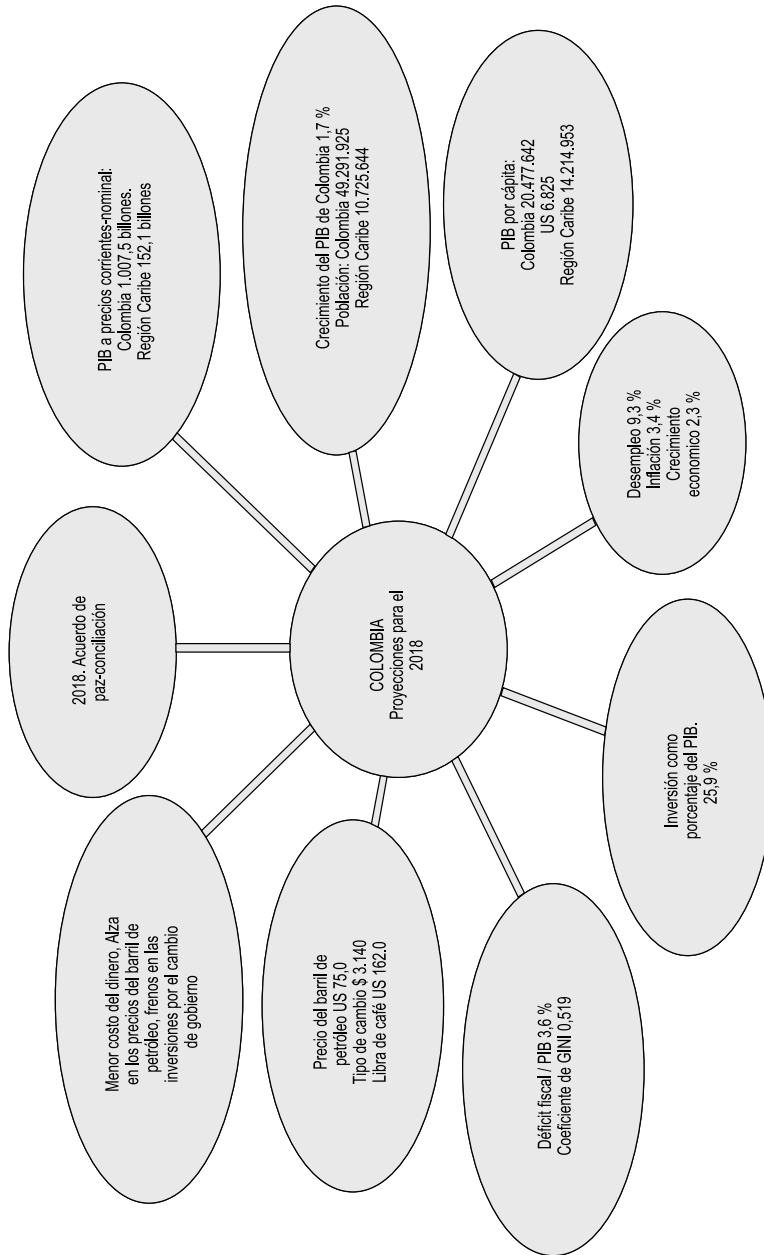 2018. Acuerdo de
paz-conciliación
PIB a precios corrientes-nominal:
Colombia 1.007,5 billones.
Región Caribe 152,1 billones
Crecimiento del PIB de Colombia 1,7 %
Población: Colombia 49.291.925
Región Caribe 10.725.644
PIB por cápita:
Colombia 20.477.642
US 6.825
Región Caribe 14.214.953
Desempleo 9,3 %
Inflación 3,4 %
Crecimiento
economico 2,3 %
Inversión como
porcentaje del PIB.
25,9 %
Déficit fiscal / PIB 3,6 %
Coeficiente de GINI 0,519
Precio del barril de
petróleo US 75,0
Tipo de cambio $ 3.140
Libra de café US 162.0
Menor costo del dinero, Alza
en los precios del barril de
petróleo, frenos en las
inversiones por el cambio
de gobierno
COLOMBIA
Proyecciones para el
2018